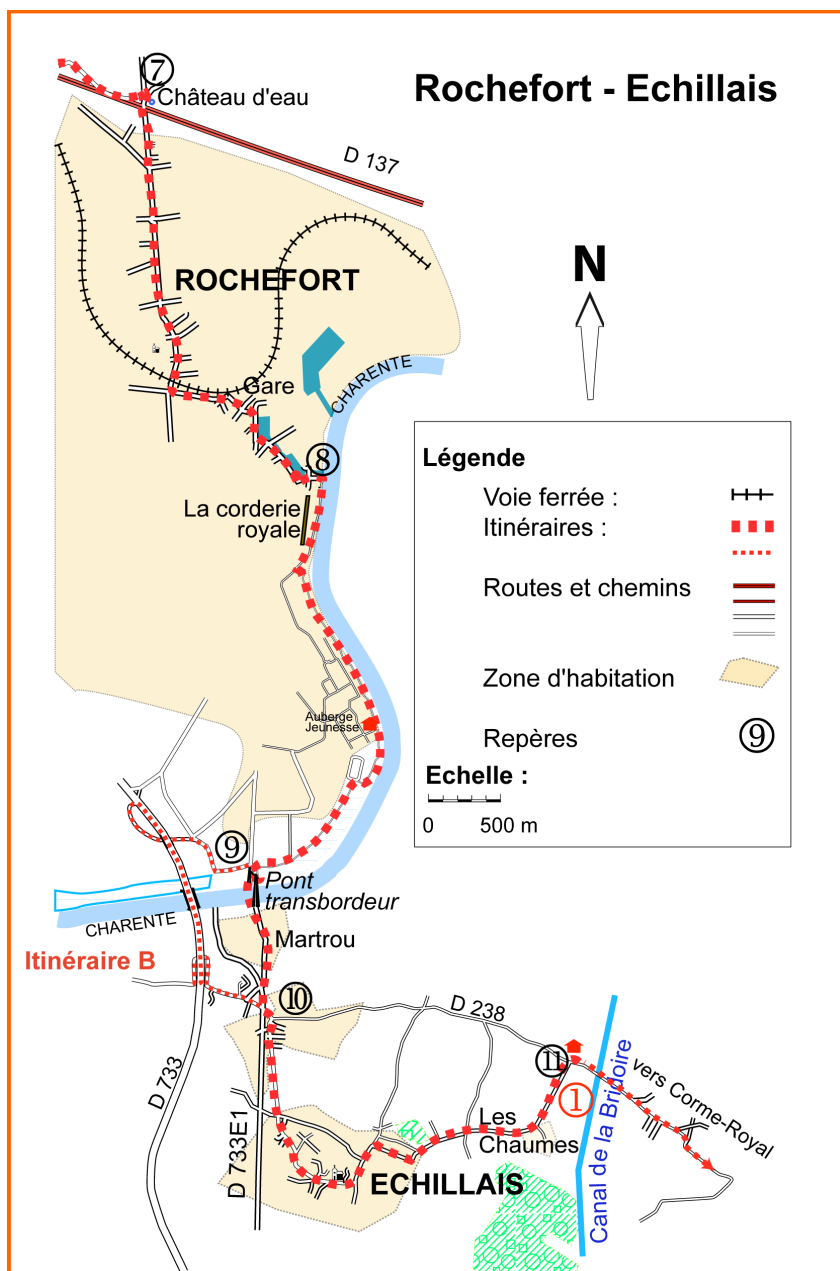 Rochefort - Echillais
⑦
Château d'eau
D 137
ROCHEFORT
N
Gare
CHARENTE
⑧
La corderie
royale
Légende
Voie ferrée :
Itinéraires :
Routes et chemins
Zone d'habitation
Repères
⑨
Echelle :
0 500 m
Auberge
Jeunesse
⑨
Pont
transbordeur
CHARENTE
Martrou
Itinéraire B
⑩
D 238
D 733
D 733E1
⑪
①
vers Corme-Royal
Canal de la Bridoire
Les
Chaumes
ECHILLAIS